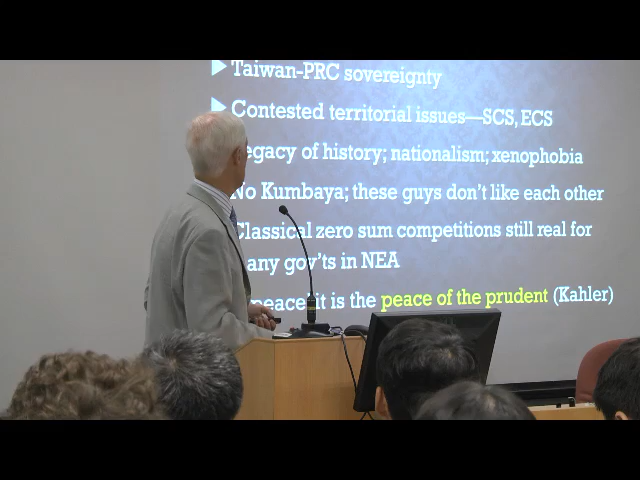 Taiwan-PRC sovereignty
Contested territorial issues—SCS, ECS
egacy of history; nationalism; xenophobia
No Kumbaya; these guys don't like each other
Classical zero sum competitions still real for
any gov'ts in NEA
peace, it is the peace of the prudent (Kahler)